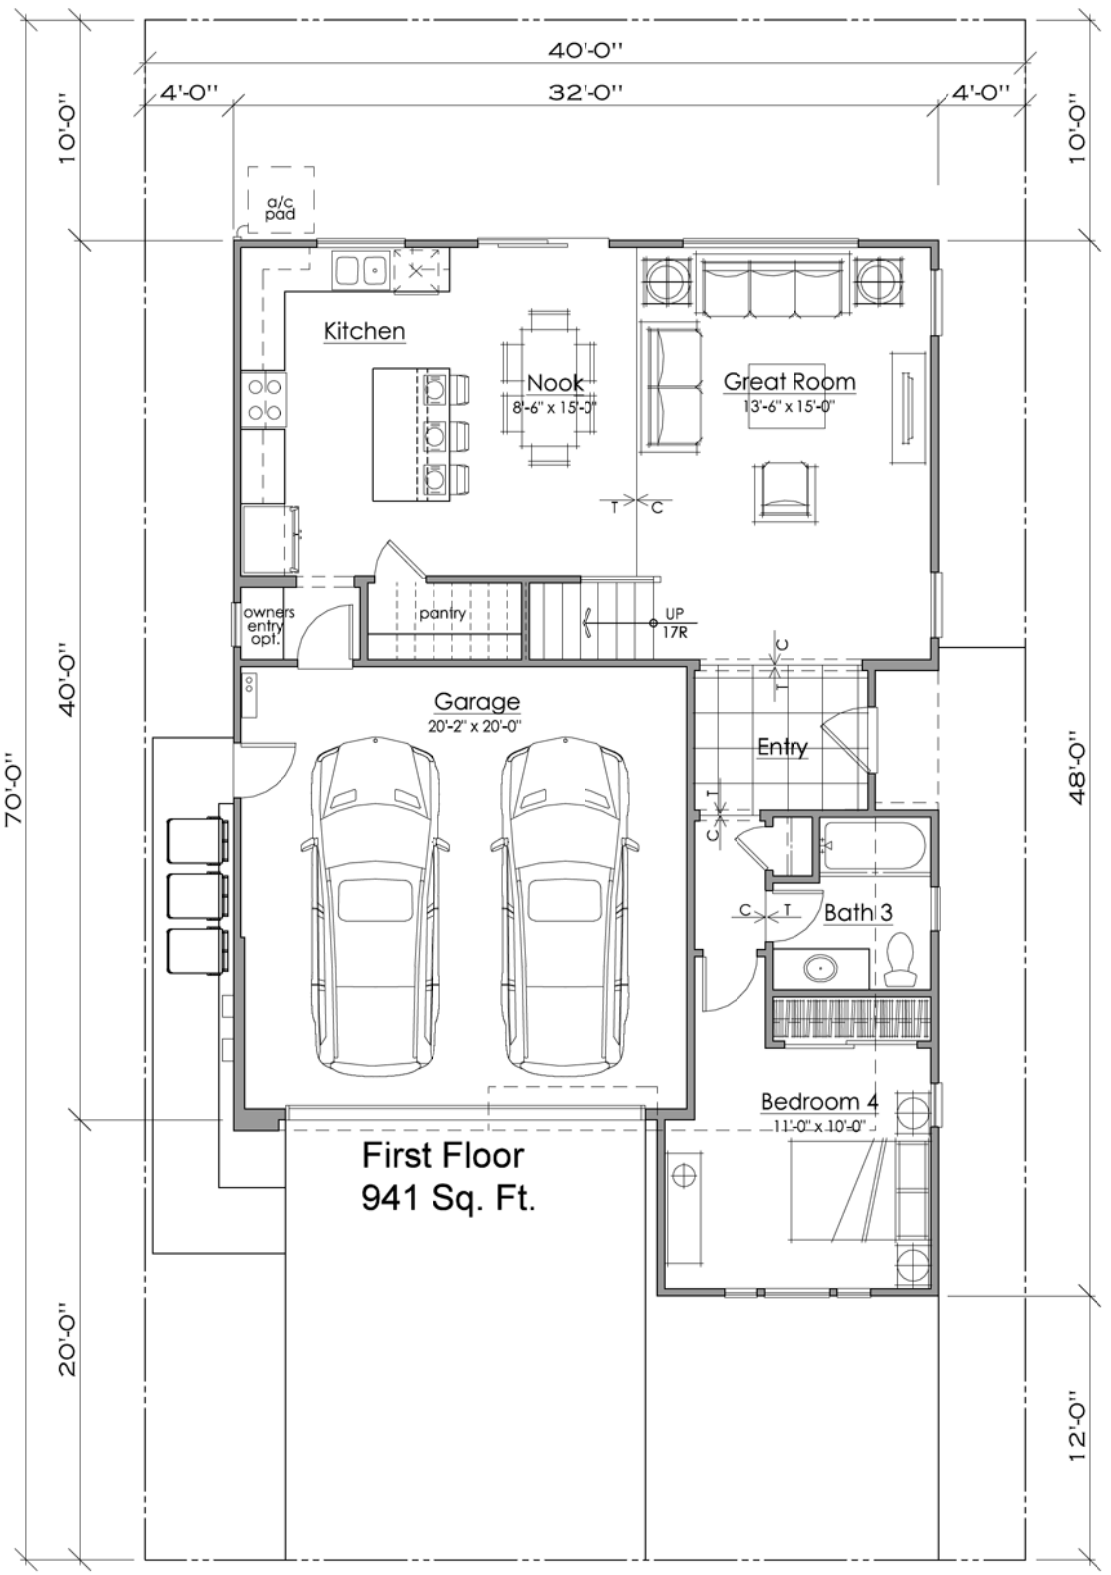 40'-0"
4'-0"
32'-0"
4'-0"
10'-0"
10'-0"
a/c
pad
Kitchen
Nook
8'-6" x 15'-0"
Great Room
13'-6" x 15'-0"
T C
owners
entry
opt.
pantry
UP
17R
C
T
40'-0"
Garage
20'-2" x 20'-0"
Entry
70'-0"
48'-0"
T
C
C T
Bath 3
Bedroom 4
11'-0" x 10'-0"
First Floor
941 Sq. Ft.
20'-0"
12'-0"